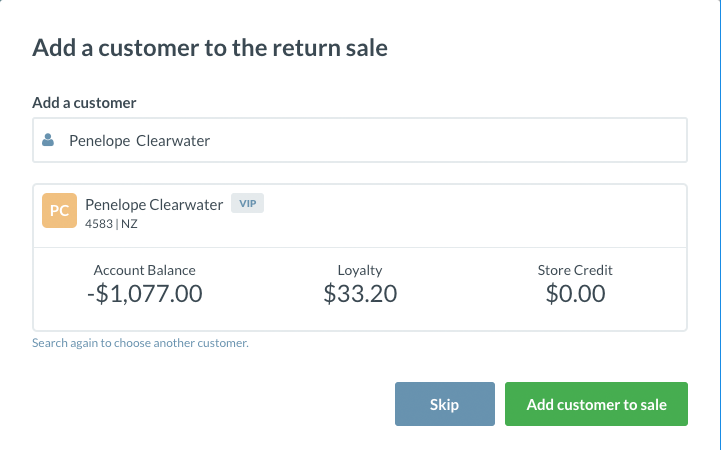 Add a customer to the return sale
Add a customer
Penelope Clearwater
PC
Penelope Clearwater VIP
4583 | NZ
Account Balance Loyalty Store Credit
-$1,077.00 $33.20 $0.00
Search again to choose another customer.
Skip Add customer to sale